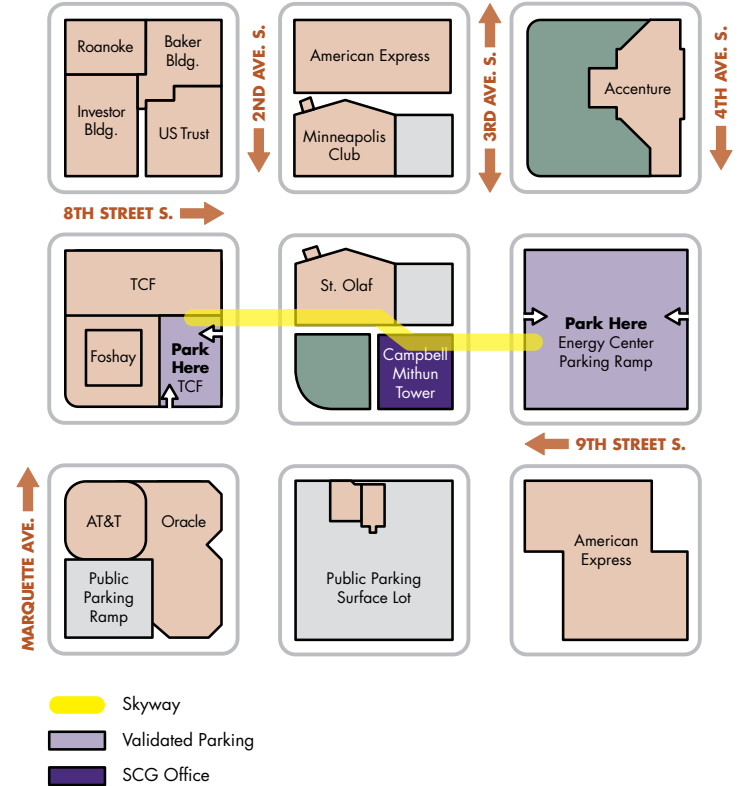 Roanoke
Baker
Bldg.
Investor
Bldg.
US Trust
2ND AVE. S.
American Express
Minneapolis
Club
3RD AVE. S.
Accenture
4TH AVE. S.
8TH STREET S.
TCF
Foshay
Park
Here
TCF
St. Olaf
Campbell
Mithun
Tower
Park Here
Energy Center
Parking Ramp
9TH STREET S.
MARQUETTE AVE.
AT&T
Oracle
Public
Parking
Ramp
Public Parking
Surface Lot
American
Express
Skyway
Validated Parking
SCG Office